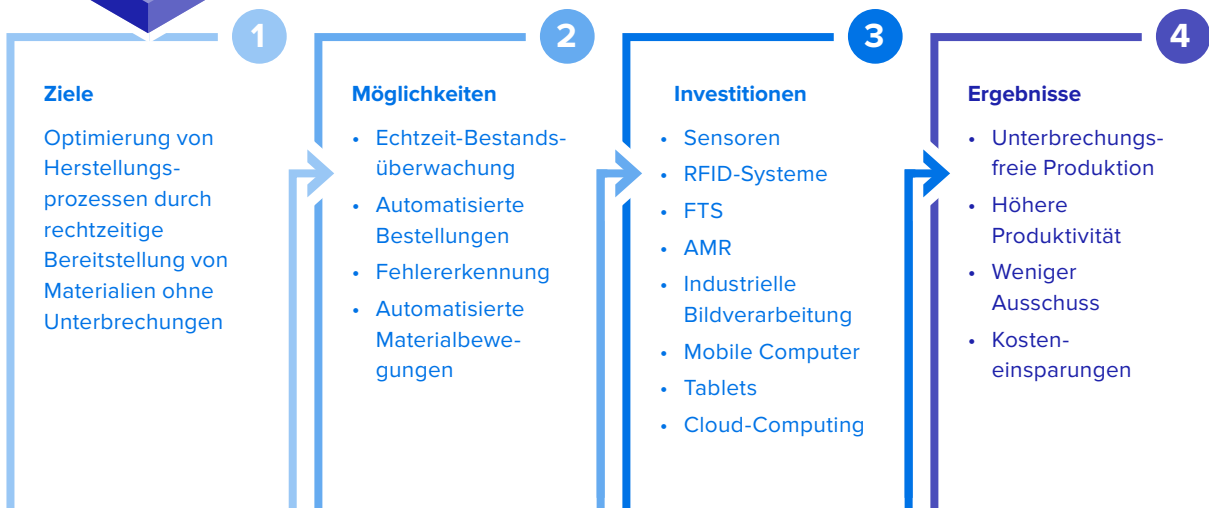 1
Ziele
Optimierung von
Herstellungs-
prozessen durch
rechtzeitige
Bereitstellung von
Materialien ohne
Unterbrechungen
2
Möglichkeiten
• Echtzeit-Bestands-
überwachung
• Automatisierte
Bestellungen
• Fehlererkennung
• Automatisierte
Materialbewe-
gungen
3
Investitionen
• Sensoren
• RFID-Systeme
• FTS
• AMR
• Industrielle
Bildverarbeitung
• Mobile Computer
• Tablets
• Cloud-Computing
4
Ergebnisse
• Unterbrechungs-
freie Produktion
• Höhere
Produktivität
• Weniger
Ausschuss
• Kosten-
einsparungen